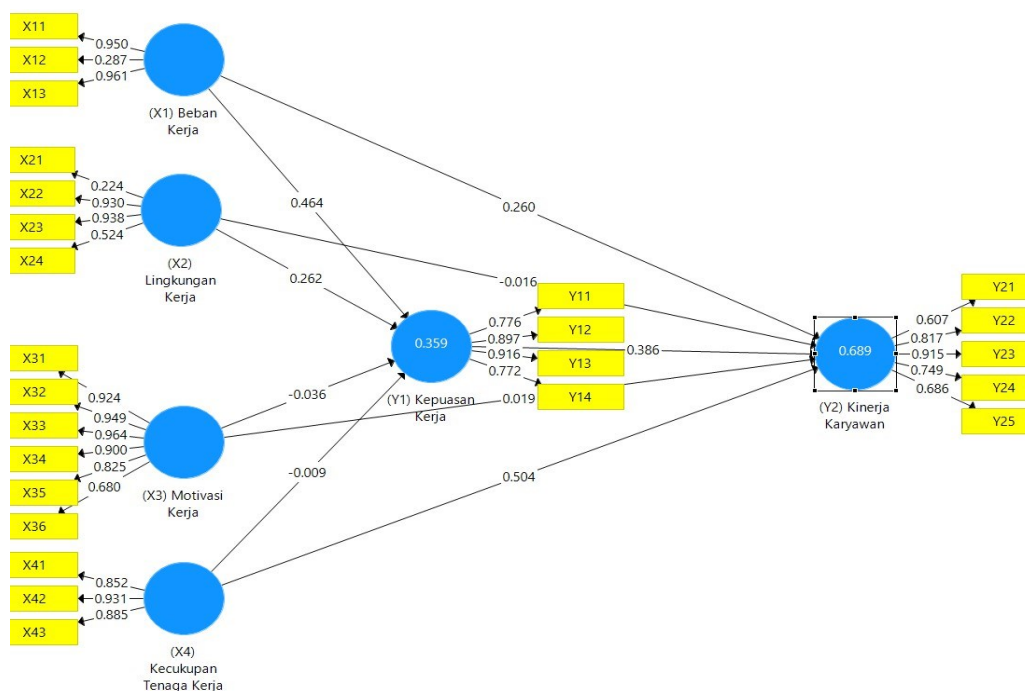 X11
X12
X13
0.950
0.287
0.961
(X1) Beban
Kerja
X21
X22
X23
X24
0.224
0.930
0.938
0.524
(X2)
Lingkungan
Kerja
X31
X32
X33
X34
X35
X36
0.924
0.949
0.964
0.900
0.825
0.680
(X3) Motivasi
Kerja
X41
X42
X43
0.852
0.931
0.885
(X4)
Kecukupan
Tenaga Kerja
0.464
0.262
-0.036
-0.009
0.260
-0.016
0.386
0.019
0.504
0.359
(Y1) Kepuasan
Kerja
0.776
0.897
0.916
0.772
Y11
Y12
Y13
Y14
0.689
(Y2) Kinerja
Karyawan
0.607
0.817
0.915
0.749
0.686
Y21
Y22
Y23
Y24
Y25